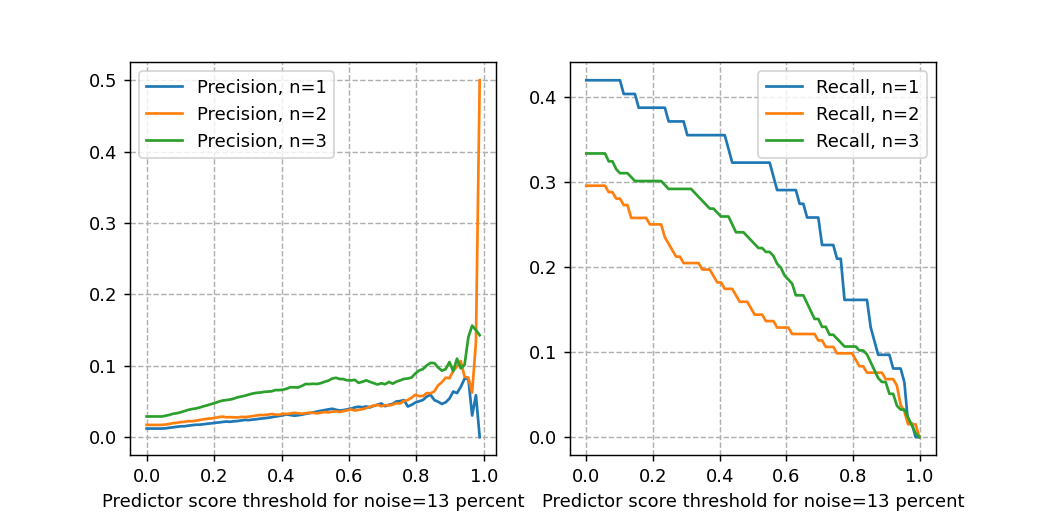 Precision, n=1
Precision, n=2
Precision, n=3
0.5
0.4
0.3
0.2
0.1
0.0
0.0 0.2 0.4 0.6 0.8 1.0
Predictor score threshold for noise=13 percent
Recall, n=1
Recall, n=2
Recall, n=3
0.4
0.3
0.2
0.1
0.0
0.0 0.2 0.4 0.6 0.8 1.0
Predictor score threshold for noise=13 percent